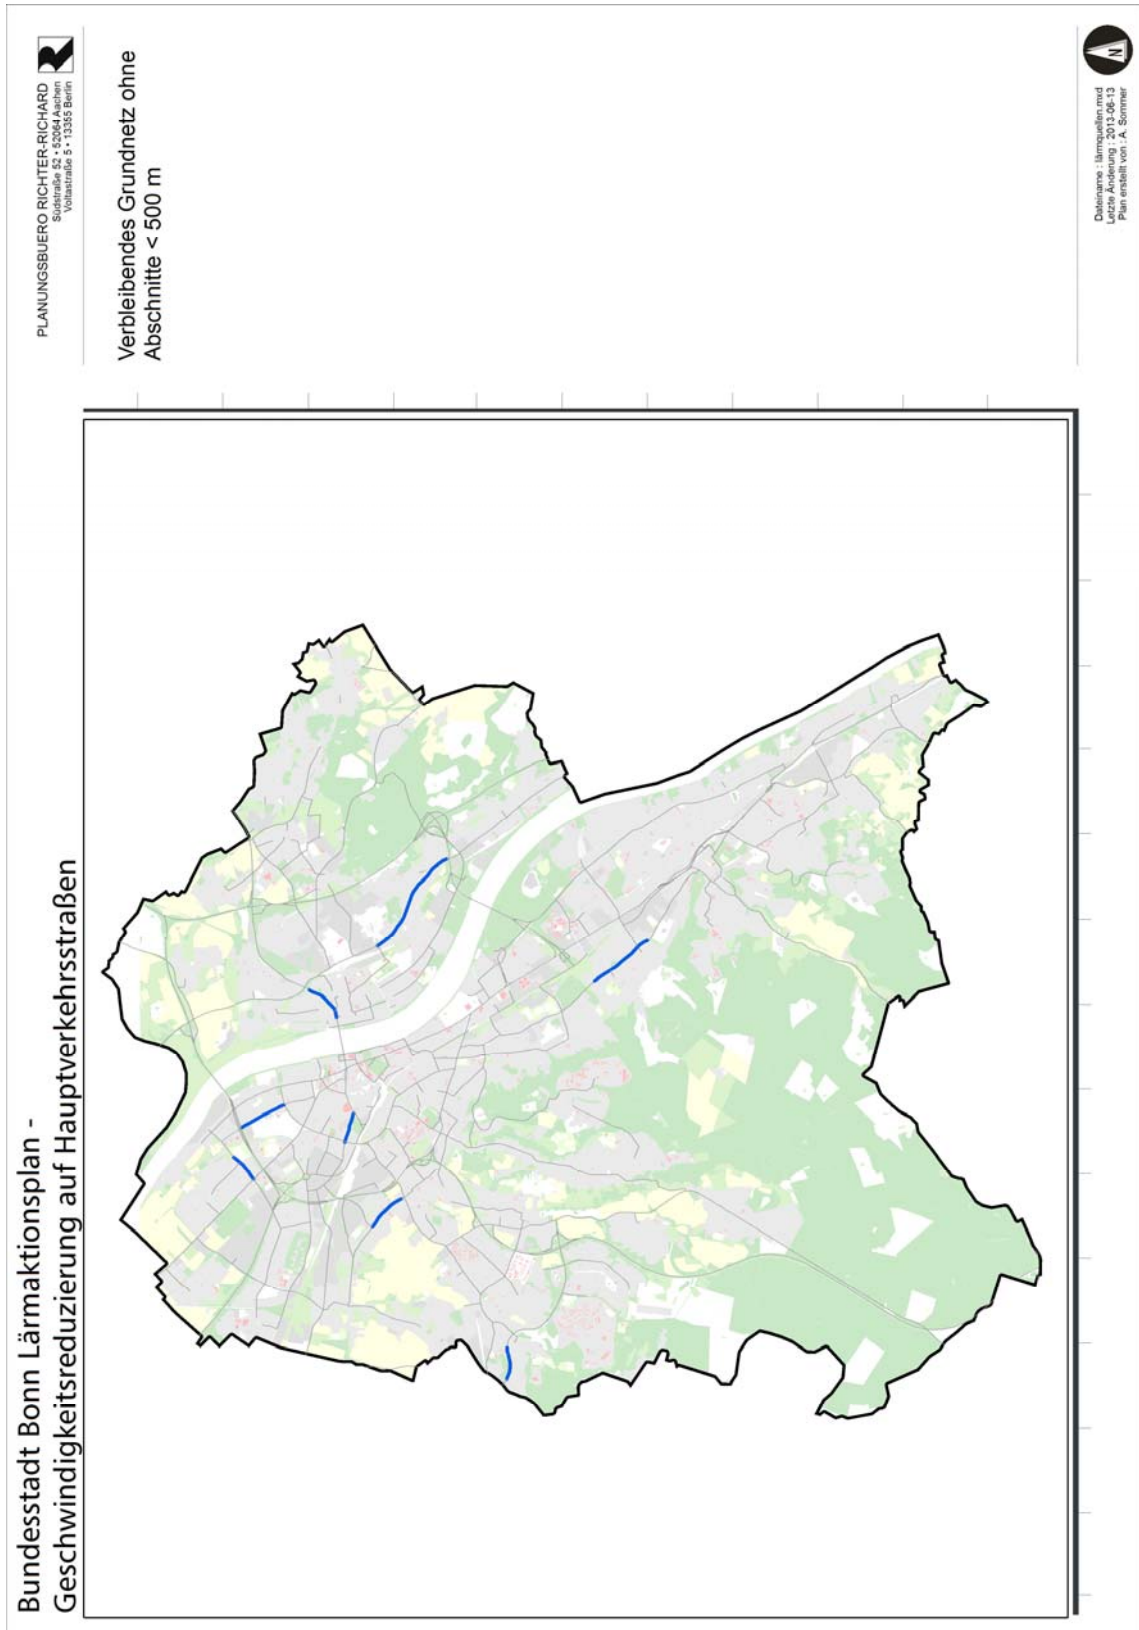 Bundesstadt Bonn Lärmaktionsplan -
Geschwindigkeitsreduzierung auf Hauptverkehrsstraßen
PLANUNGSBUERO RICHTER-RICHARD
Südstraße 52 • 52064 Aachen
Voltastraße 5 • 13355 Berlin
R
Verbleibendes Grundnetz ohne
Abschnitte < 500 m
N
Dateiname : lärmquellen.mxd
Letzte Änderung : 2013-06-13
Plan erstellt von : A. Sommer